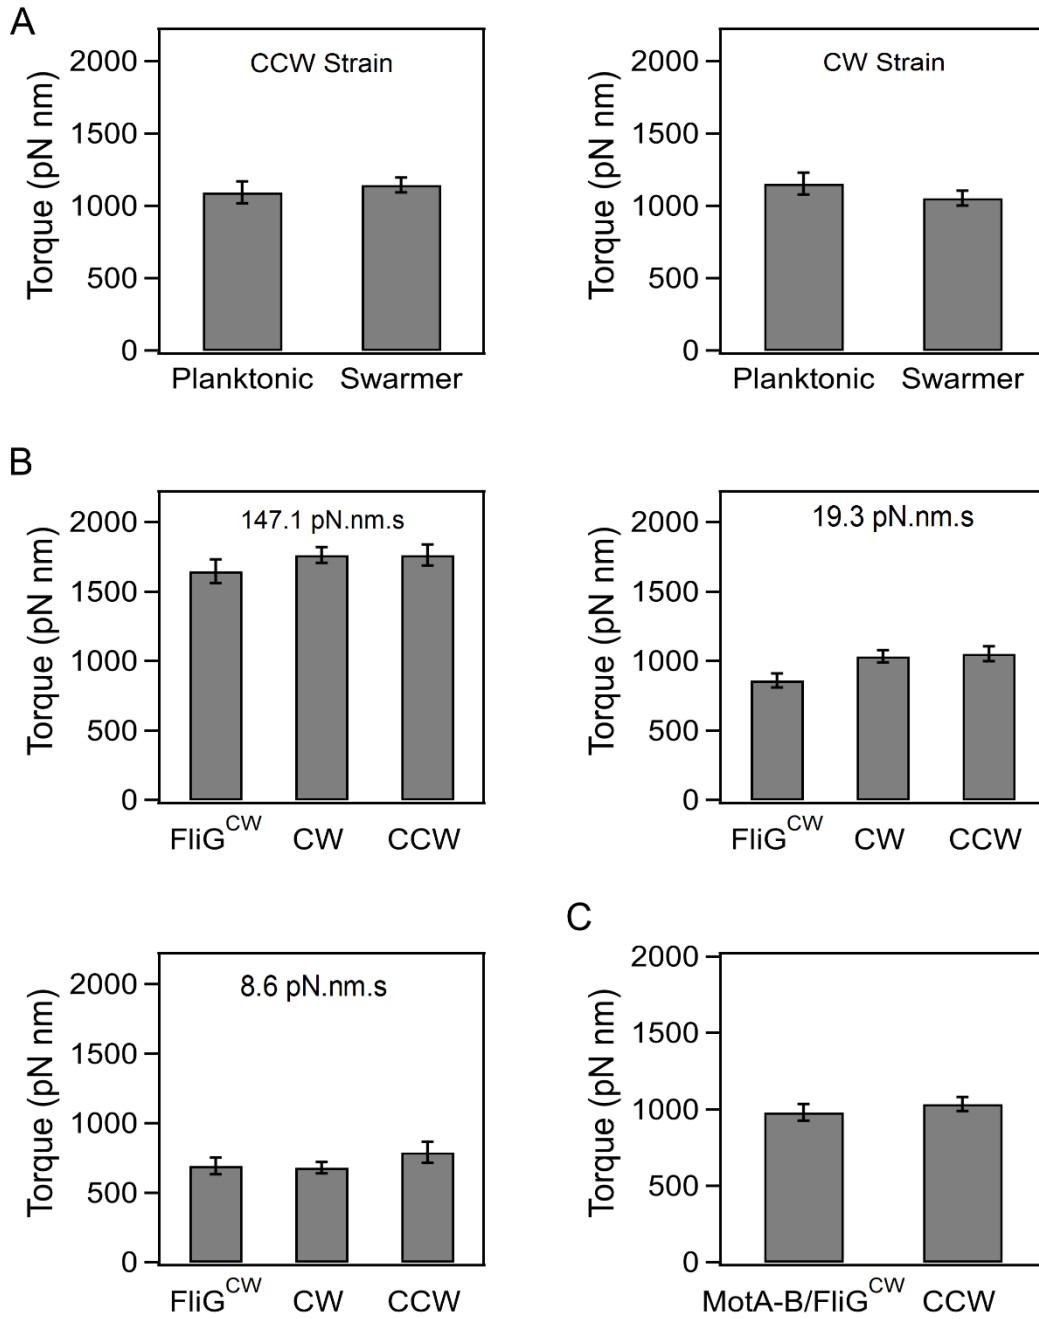 A
Torque (pN nm)
2000
1500
1000
500
0
CCW Strain
Planktonic Swarmer
Torque (pN nm)
2000
1500
1000
500
0
CW Strain
Planktonic Swarmer
B
Torque (pN nm)
2000
1500
1000
500
0
147.1 pN.nm.s
FliG^CW CW CCW
Torque (pN nm)
2000
1500
1000
500
0
19.3 pN.nm.s
FliG^CW CW CCW
Torque (pN nm)
2000
1500
1000
500
0
8.6 pN.nm.s
FliG^CW CW CCW
C
Torque (pN nm)
2000
1500
1000
500
0
MotA-B/FliG^CW CCW